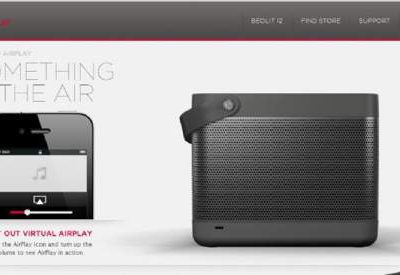 BEOLIT 12 FIND STORE SUPPORT
AIRPLAY
OMETHING
THE AIR
OUT VIRTUAL AIRPLAY
the AirPlay icon and turn up the
volume to see AirPlay in action